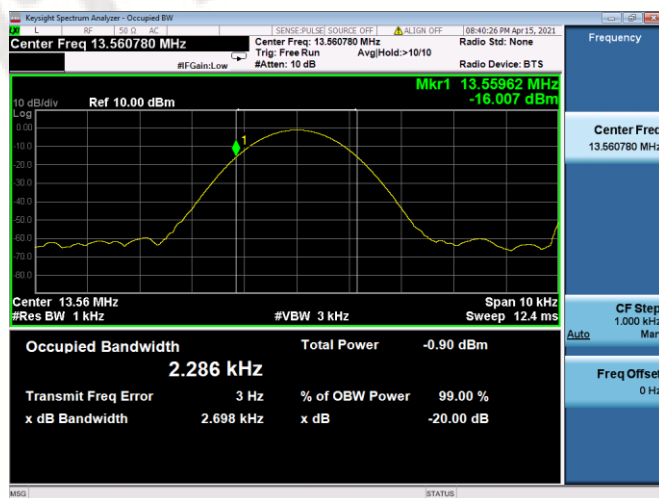 Keysight Spectrum Analyzer - Occupied BW
L RF 50 Ω AC SENSE:PULSE SOURCE OFF ALIGN OFF 08:40:26 PM Apr 15, 2021
Center Freq 13.560780 MHz
Center Freq: 13.560780 MHz Radio Std: None
Trig: Free Run Avg|Hold:>10/10
#IFGain:Low #Atten: 10 dB Radio Device: BTS
Frequency
Mkr1 13.55962 MHz
-16.007 dBm
10 dB/div Ref 10.00 dBm
Log
0.00
-10.0
-20.0
-30.0
-40.0
-50.0
-60.0
-70.0
-80.0
1
Center Freq
13.560780 MHz
Center 13.56 MHz Span 10 kHz
#Res BW 1 kHz #VBW 3 kHz Sweep 12.4 ms
CF Step
1.000 kHz
Auto Man
Occupied Bandwidth Total Power -0.90 dBm
2.286 kHz
Transmit Freq Error 3 Hz % of OBW Power 99.00 %
x dB Bandwidth 2.698 kHz x dB -20.00 dB
Freq Offset
0 Hz
MSG STATUS